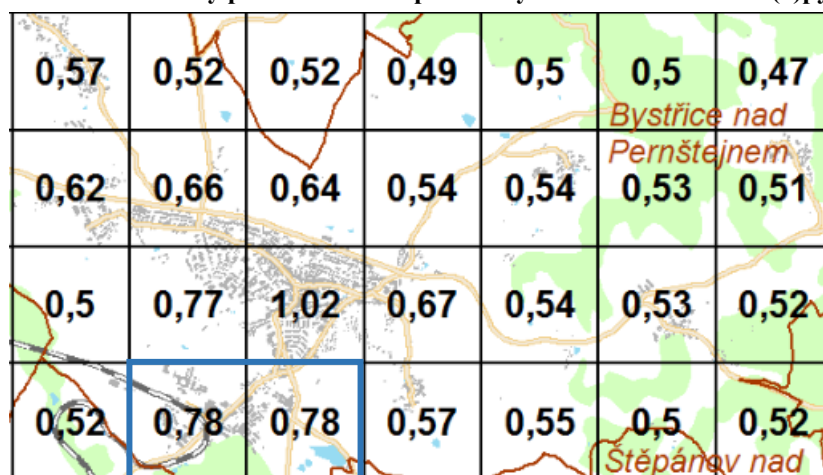 0,57 0,52 0,52 0,49 0,5 0,5 0,47
Bystřice nad
Pernštejnem
0,62 0,66 0,64 0,54 0,54 0,53 0,51
0,5 0,77 1,02 0,67 0,54 0,53 0,52
0,52 0,78 0,78 0,57 0,55 0,5 0,52
Štěpánov nad